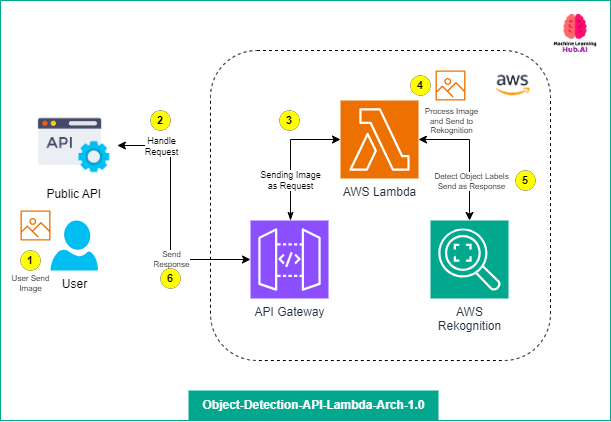 Machine Learning
Hub.AI
aws
4
Process Image
and Send to
Rekognition
2
Handle
Request
3
API
Public API
Sending Image
as Request
AWS Lambda
Detect Object Labels
Send as Response
5
1
User Send
Image
User
Send
Response
6
API Gateway
AWS
Rekognition
Object-Detection-API-Lambda-Arch-1.0